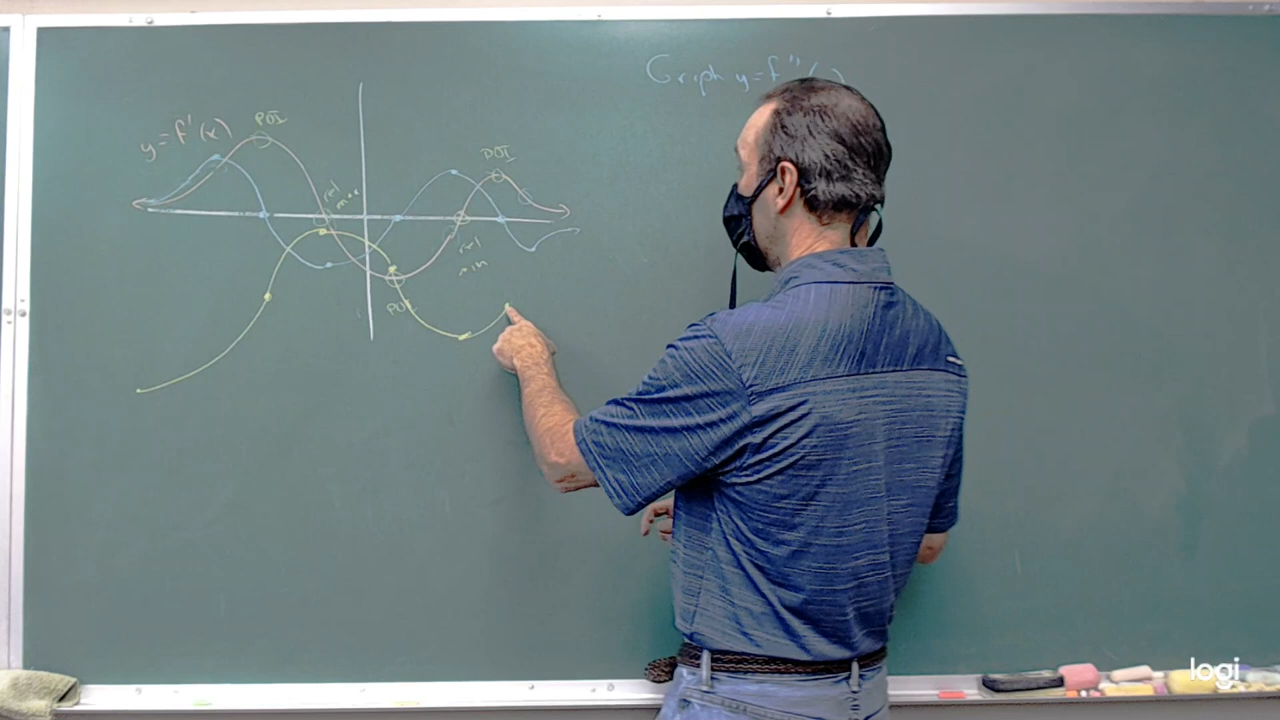 Graph y = f''( )
y = f'(x)
POI
POI
rel
max
rel
min
POI
logi